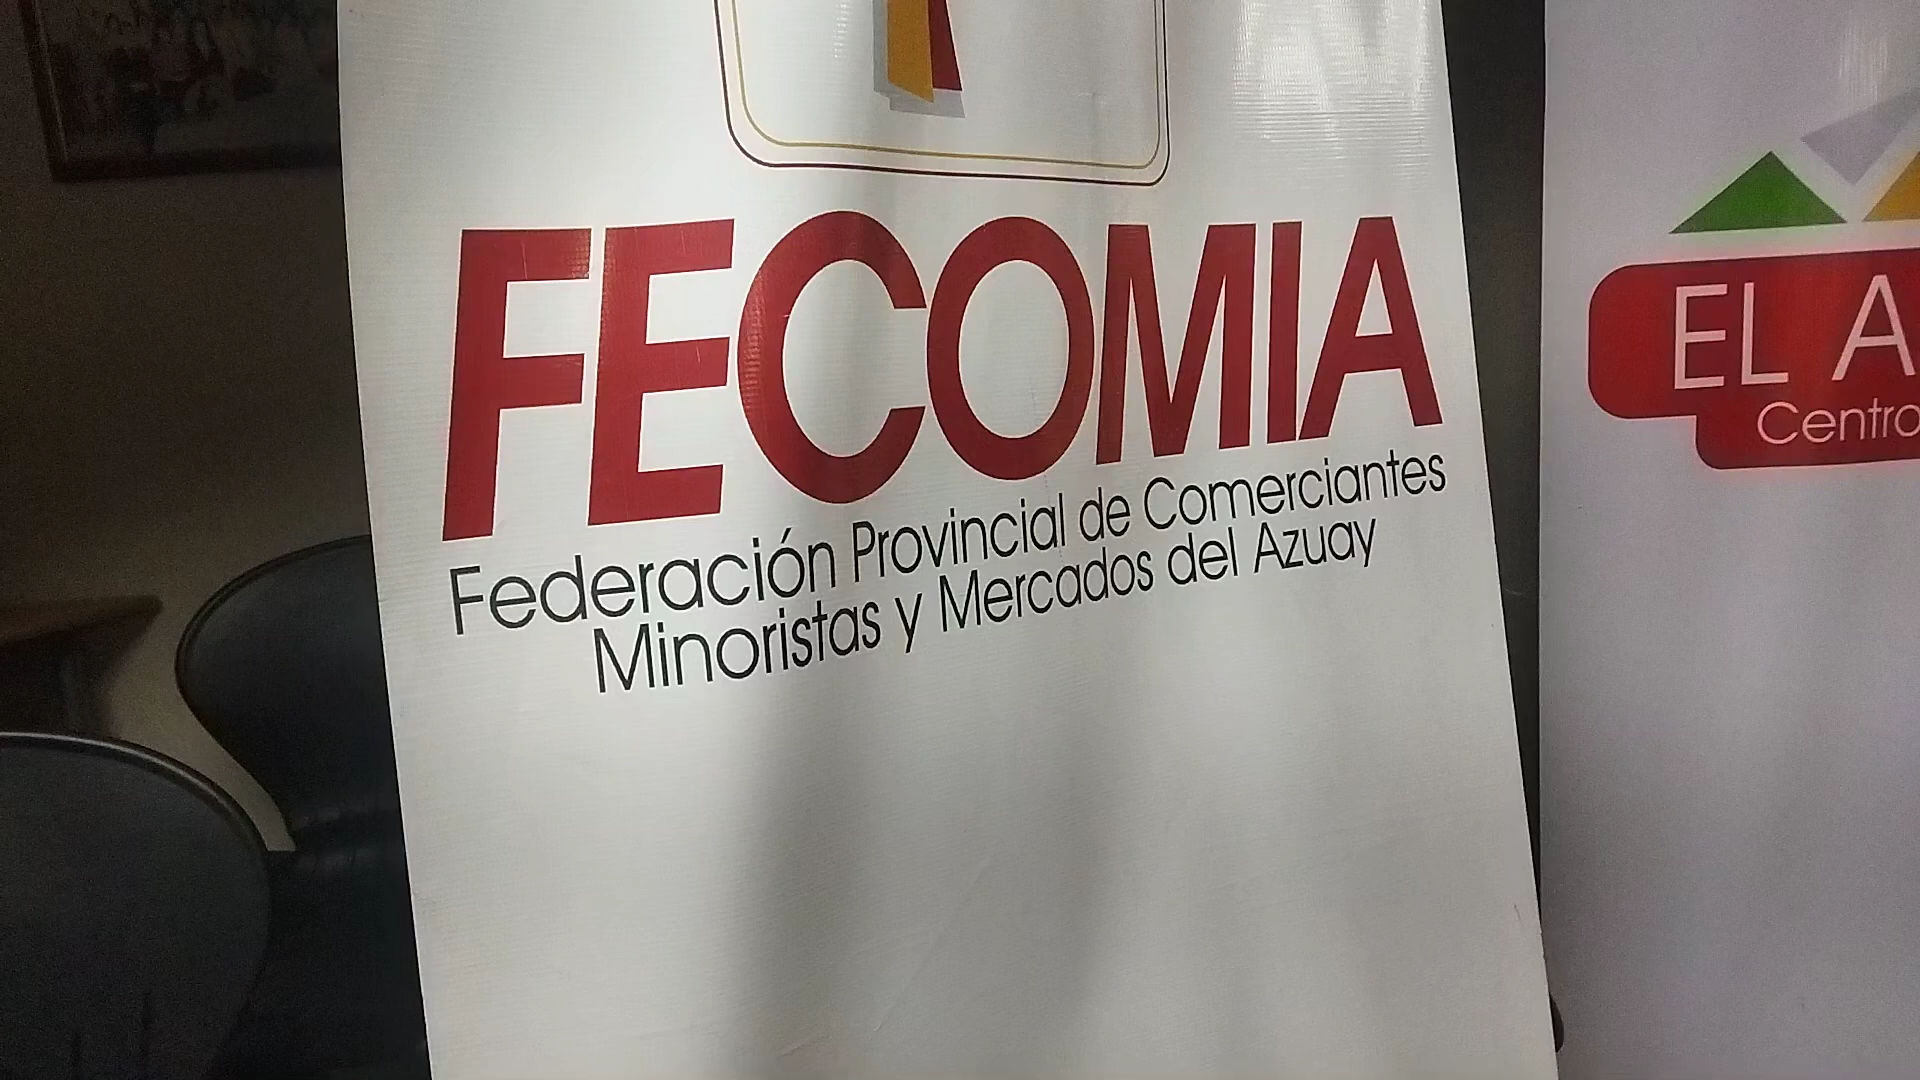 FECOMIA
Federación Provincial de Comerciantes
Minoristas y Mercados del Azuay
EL A
Centro